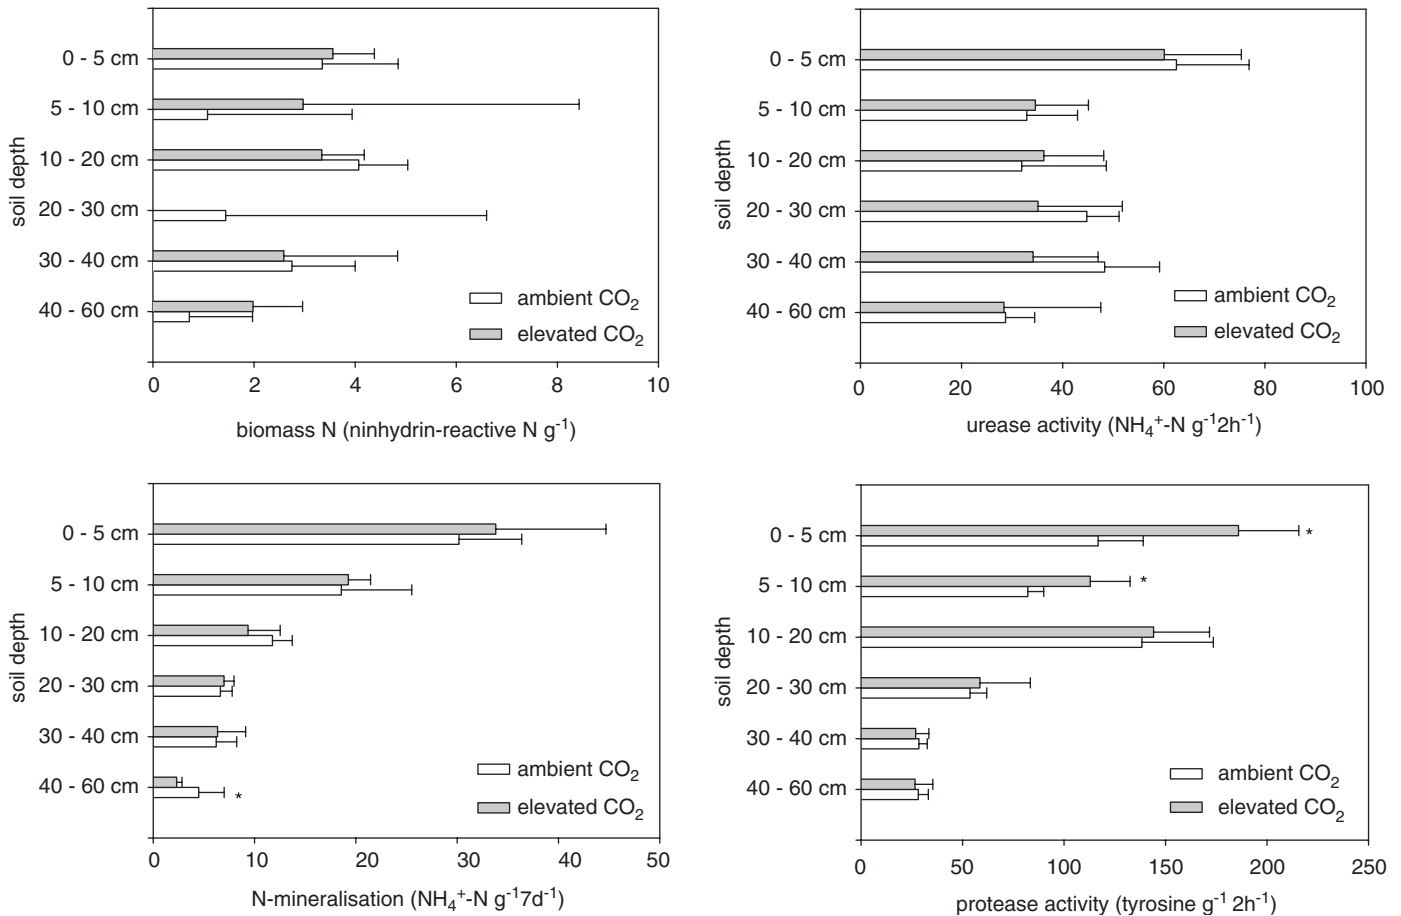 soil depth
0 - 5 cm
5 - 10 cm
10 - 20 cm
20 - 30 cm
30 - 40 cm
40 - 60 cm
ambient CO₂
elevated CO₂
0 2 4 6 8 10
biomass N (ninhydrin-reactive N g⁻¹)
soil depth
0 - 5 cm
5 - 10 cm
10 - 20 cm
20 - 30 cm
30 - 40 cm
40 - 60 cm
ambient CO₂
elevated CO₂
0 20 40 60 80 100
urease activity (NH₄⁺-N g⁻¹2h⁻¹)
soil depth
0 - 5 cm
5 - 10 cm
10 - 20 cm
20 - 30 cm
30 - 40 cm
40 - 60 cm
*
ambient CO₂
elevated CO₂
0 10 20 30 40 50
N-mineralisation (NH₄⁺-N g⁻¹7d⁻¹)
soil depth
0 - 5 cm
*
5 - 10 cm
*
10 - 20 cm
20 - 30 cm
30 - 40 cm
40 - 60 cm
ambient CO₂
elevated CO₂
0 50 100 150 200 250
protease activity (tyrosine g⁻¹ 2h⁻¹)